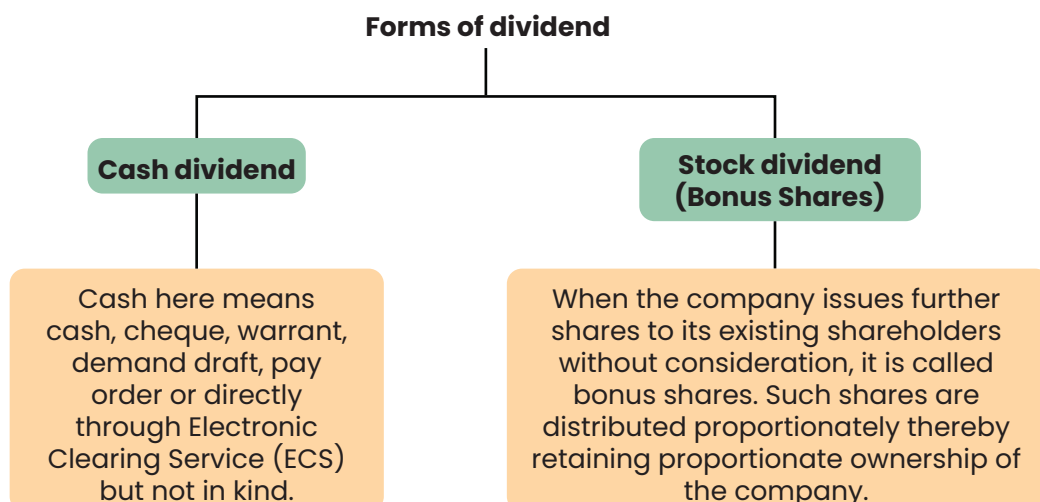 Forms of dividend
Cash dividend
Stock dividend
(Bonus Shares)
Cash here means
cash, cheque, warrant,
demand draft, pay
order or directly
through Electronic
Clearing Service (ECS)
but not in kind.
When the company issues further
shares to its existing shareholders
without consideration, it is called
bonus shares. Such shares are
distributed proportionately thereby
retaining proportionate ownership of
the company.